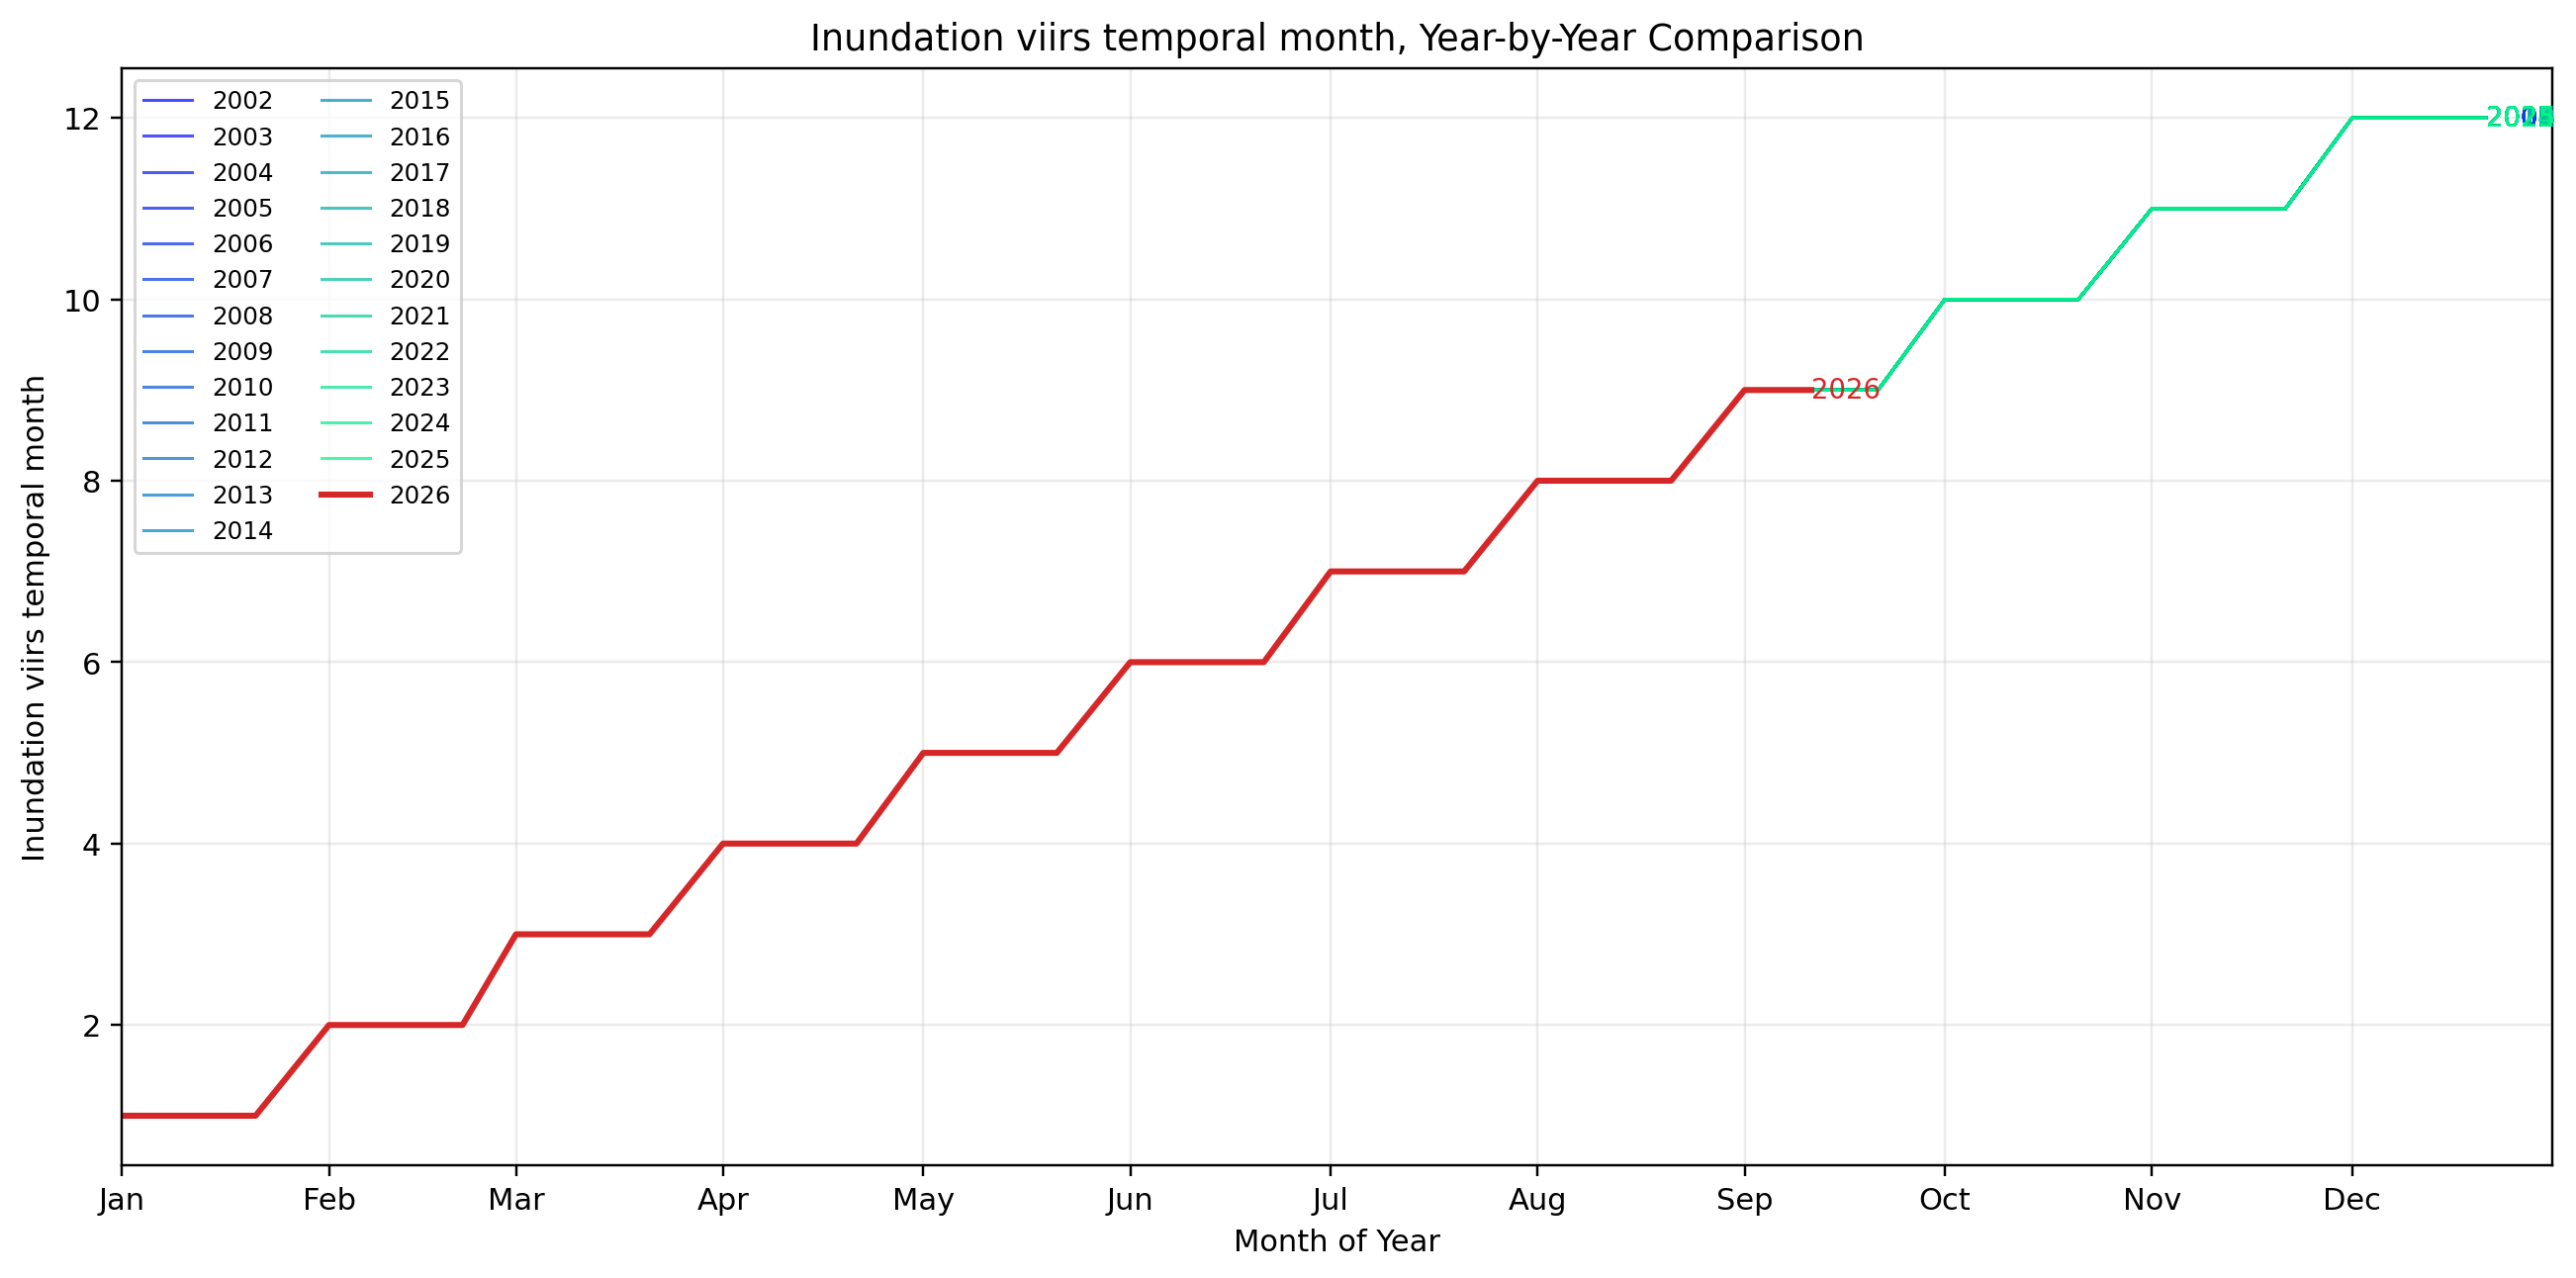 Inundation viirs temporal month, Year-by-Year Comparison
Inundation viirs temporal month
12
10
8
6
4
2
2002
2003
2004
2005
2006
2007
2008
2009
2010
2011
2012
2013
2014
2015
2016
2017
2018
2019
2020
2021
2022
2023
2024
2025
2026
2026
Jan
Feb
Mar
Apr
May
Jun
Jul
Aug
Sep
Oct
Nov
Dec
Month of Year